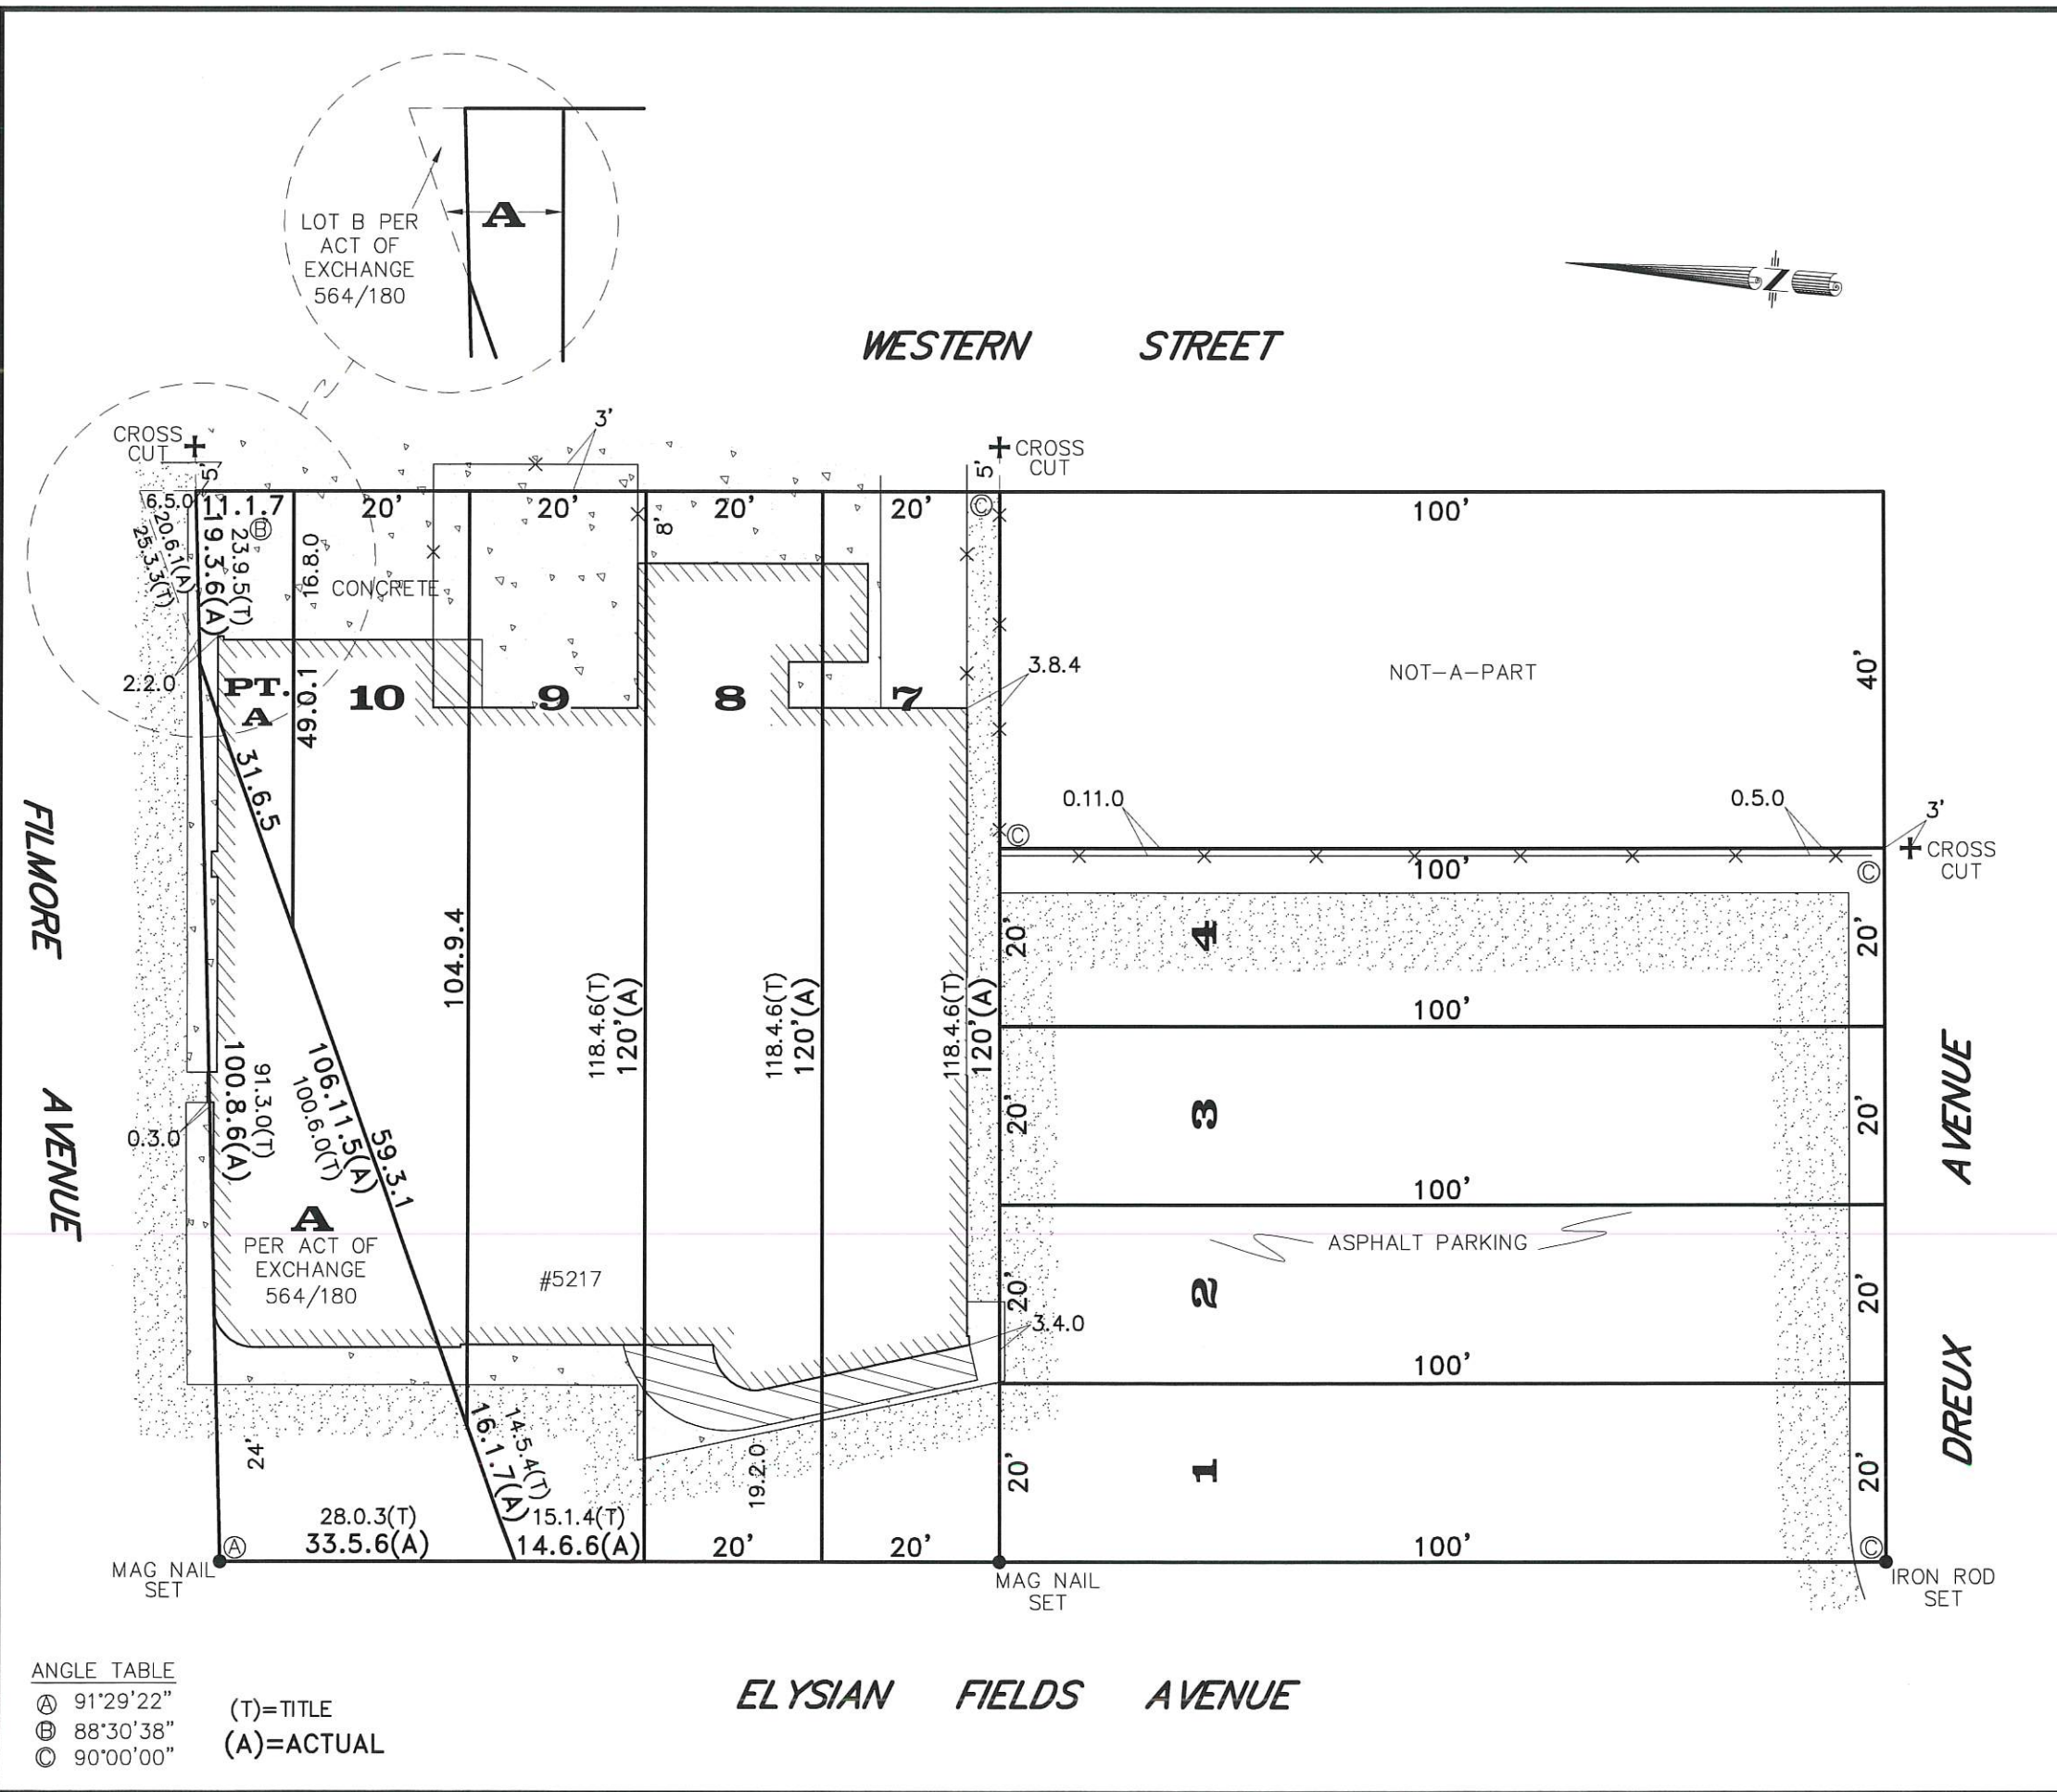 LOT B PER
ACT OF
EXCHANGE
564/180
A
Z
WESTERN STREET
CROSS
CUT
5'
3'
5'
CROSS
CUT
6.5.0
11.1.7
20'
20'
20'
20'
Ⓒ
100'
20.6.1(A)
25.3.3(T)
19.3.6(A)
23.9.5(T)
Ⓑ
16.8.0
CONCRETE
8'
2.2.0
PT.
A
10
9
8
7
3.8.4
NOT-A-PART
40'
49.0.1
31.6.5
0.11.0
0.5.0
3'
Ⓒ
CROSS
CUT
100'
Ⓒ
FILMORE AVENUE
104.9.4
118.4.6(T)
120'(A)
118.4.6(T)
120'(A)
118.4.6(T)
120'(A)
20'
4
20'
100'
0.3.0
100.8.6(A)
91.3.0(T)
106.11.5(A)
100.6.0(T)
59.3.1
20'
3
20'
100'
A
PER ACT OF
EXCHANGE
564/180
#5217
ASPHALT PARKING
20'
2
20'
3.4.0
100'
DREUX AVENUE
24'
16.1.7(A)
14.5.4(T)
19.2.0
20'
1
20'
28.0.3(T)
33.5.6(A)
15.1.4(T)
14.6.6(A)
20'
20'
100'
Ⓐ
Ⓒ
MAG NAIL
SET
MAG NAIL
SET
IRON ROD
SET
ELYSIAN FIELDS AVENUE
ANGLE TABLE
Ⓐ 91°29'22"
Ⓑ 88°30'38"
Ⓒ 90°00'00"
(T)=TITLE
(A)=ACTUAL